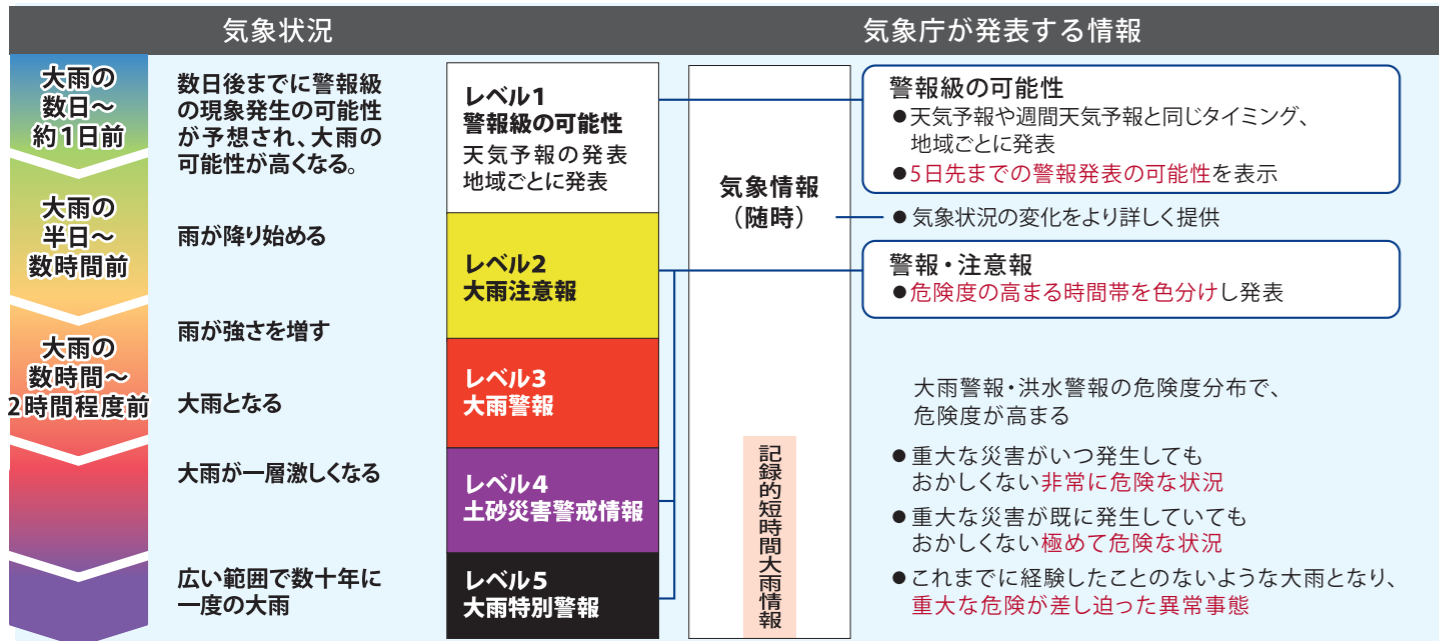 気象状況
気象庁が発表する情報
大雨の
数日～
約1日前
数日後までに警報級
の現象発生の可能性
が予想され、大雨の
可能性が高くなる。
レベル1
警報級の可能性
天気予報の発表
地域ごとに発表
気象情報
（随時）
警報級の可能性
●天気予報や週間天気予報と同じタイミング、
地域ごとに発表
●5日先までの警報発表の可能性を表示
●気象状況の変化をより詳しく提供
大雨の
半日～
数時間前
雨が降り始める
レベル2
大雨注意報
警報・注意報
●危険度の高まる時間帯を色分けし発表
雨が強さを増す
大雨の
数時間～
2時間程度前
大雨となる
レベル3
大雨警報
大雨警報・洪水警報の危険度分布で、
危険度が高まる
大雨が一層激しくなる
レベル4
土砂災害警戒情報
記録的短時間大雨情報
●重大な災害がいつ発生しても
おかしくない非常に危険な状況
●重大な災害が既に発生していても
おかしくない極めて危険な状況
広い範囲で数十年に
一度の大雨
レベル5
大雨特別警報
●これまでに経験したことのないような大雨となり、
重大な危険が差し迫った異常事態